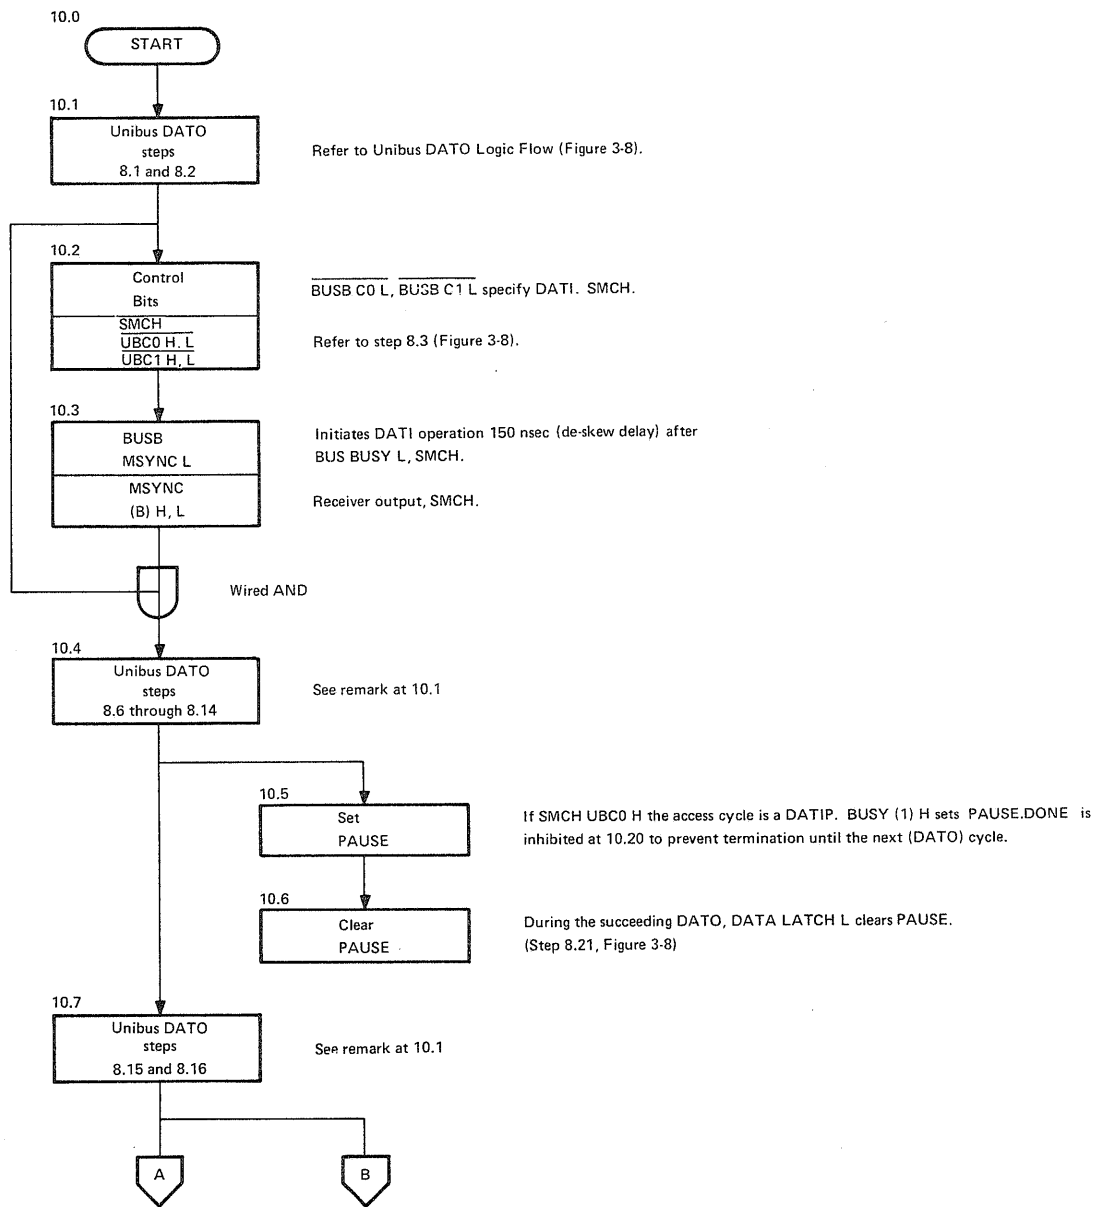 10.0
START
10.1
Unibus DATO
steps
8.1 and 8.2
Refer to Unibus DATO Logic Flow (Figure 3-8).
10.2
Control
Bits
BUSB C0 L, BUSB C1 L specify DATI. SMCH.
SMCH
UBC0 H. L
UBC1 H, L
Refer to step 8.3 (Figure 3-8).
10.3
BUSB
MSYNC L
Initiates DATI operation 150 nsec (de-skew delay) after
BUS BUSY L, SMCH.
MSYNC
(B) H, L
Receiver output, SMCH.
Wired AND
10.4
Unibus DATO
steps
8.6 through 8.14
See remark at 10.1
10.5
Set
PAUSE
If SMCH UBC0 H the access cycle is a DATIP. BUSY (1) H sets PAUSE.DONE is
inhibited at 10.20 to prevent termination until the next (DATO) cycle.
10.6
Clear
PAUSE
During the succeeding DATO, DATA LATCH L clears PAUSE.
(Step 8.21, Figure 3-8)
10.7
Unibus DATO
steps
8.15 and 8.16
See remark at 10.1
A
B